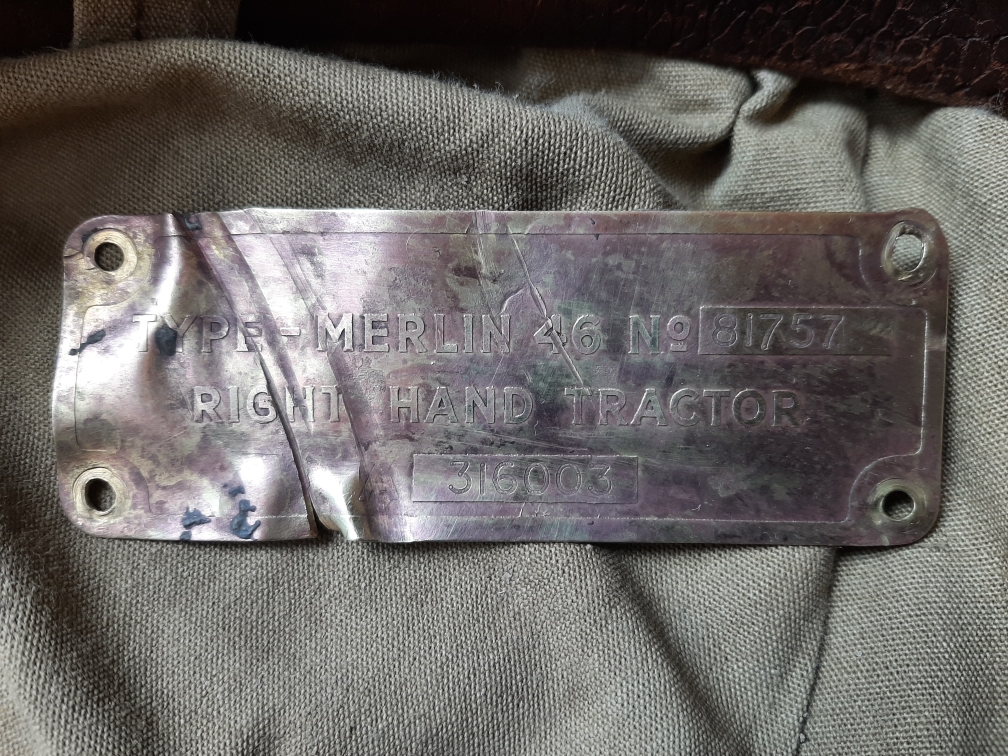 TYPE-MERLIN 46 Nº 81757
RIGHT HAND TRACTOR
316003